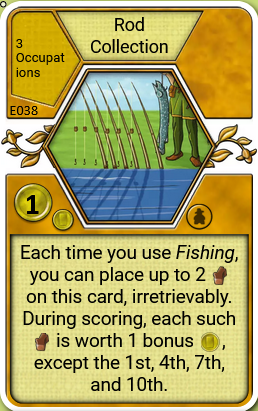 Rod
Collection
3
Occupat
ions
E038
1
Each time you use Fishing,
you can place up to 2
on this card, irretrievably.
During scoring, each such
is worth 1 bonus ,
except the 1st, 4th, 7th,
and 10th.